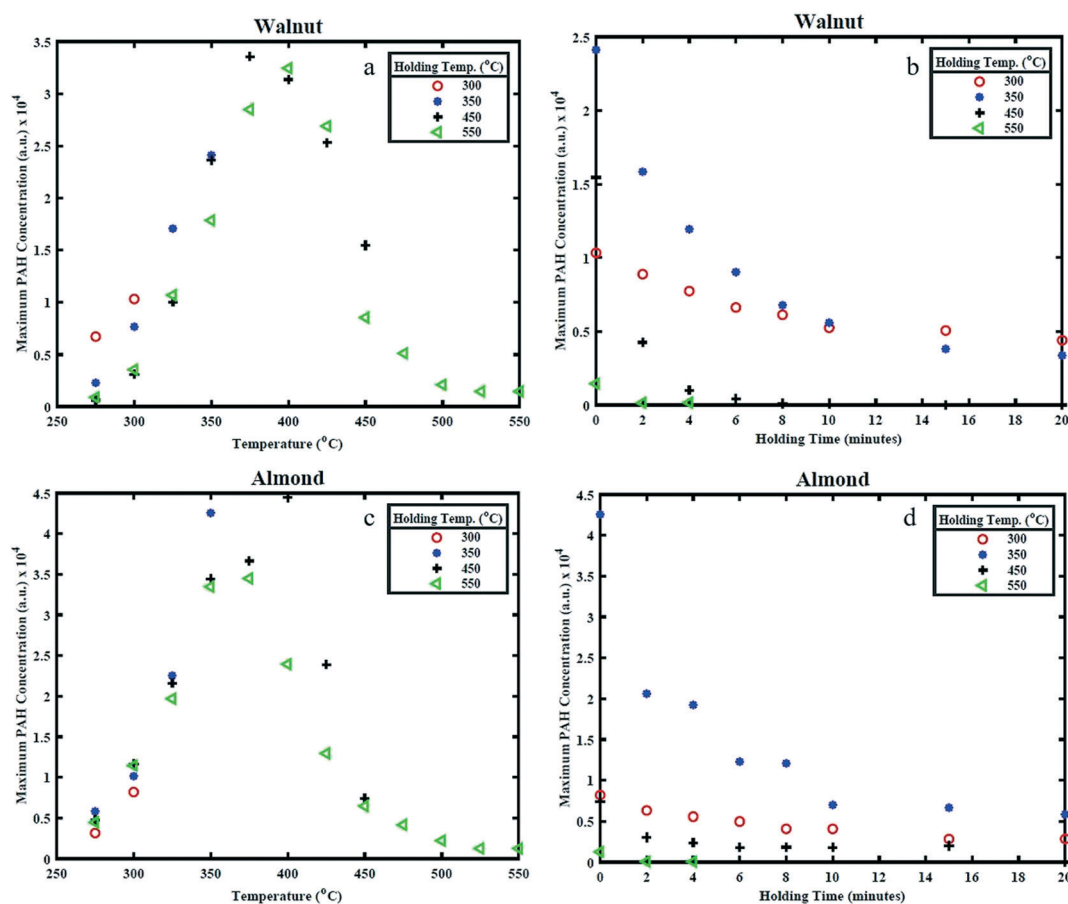 Walnut
3.5
3
2.5
2
1.5
1
0.5
0
Maximum PAH Concentration (a.u.) x 10⁴
a
Holding Temp. (°C)
300
350
450
550
250 300 350 400 450 500 550
Temperature (°C)
Walnut
2.5
2
1.5
1
0.5
0
Maximum PAH Concentration (a.u.) x 10⁴
b
Holding Temp. (°C)
300
350
450
550
0 2 4 6 8 10 12 14 16 18 20
Holding Time (minutes)
Almond
4.5
4
3.5
3
2.5
2
1.5
1
0.5
0
Maximum PAH Concentration (a.u.) x 10⁴
c
Holding Temp. (°C)
300
350
450
550
250 300 350 400 450 500 550
Temperature (°C)
Almond
4.5
4
3.5
3
2.5
2
1.5
1
0.5
0
Maximum PAH Concentration (a.u.) x 10⁴
d
Holding Temp. (°C)
300
350
450
550
0 2 4 6 8 10 12 14 16 18 20
Holding Time (minutes)